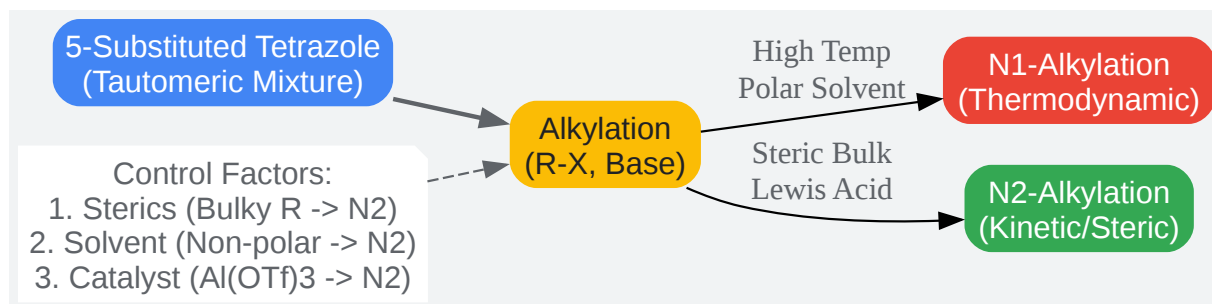 5-Substituted Tetrazole
(Tautomeric Mixture)
Control Factors:
1. Sterics (Bulky R -> N2)
2. Solvent (Non-polar -> N2)
3. Catalyst (Al(OTf)3 -> N2)
Alkylation
(R-X, Base)
High Temp
Polar Solvent
Steric Bulk
Lewis Acid
N1-Alkylation
(Thermodynamic)
N2-Alkylation
(Kinetic/Steric)